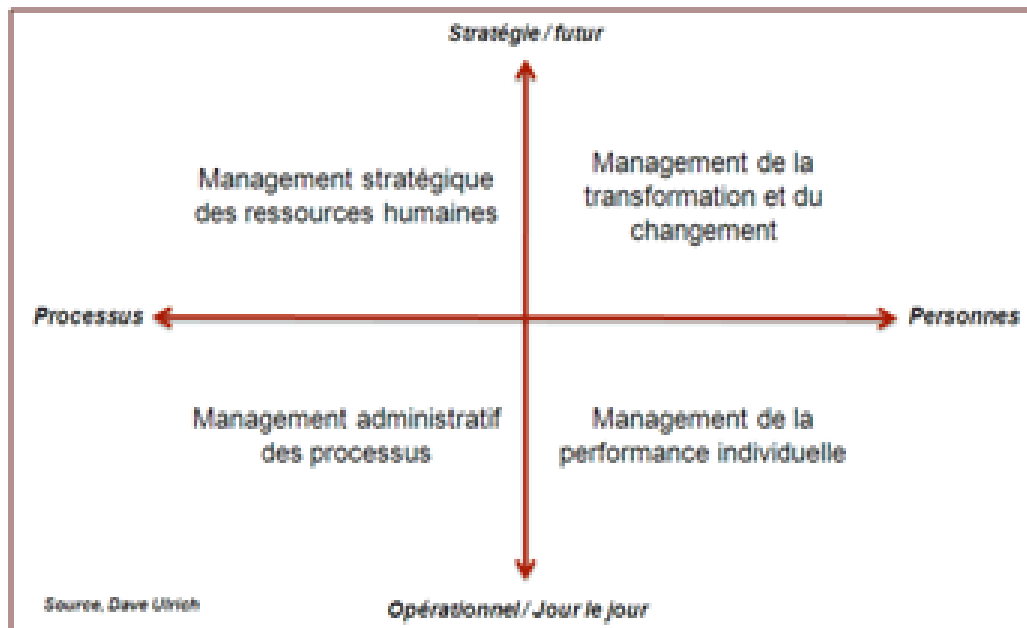 Stratégie / futur
Management stratégique
des ressources humaines
Management de la
transformation et du
changement
Processus
Personnes
Management administratif
des processus
Management de la
performance individuelle
Source, Dave Ulrich
Opérationnel / Jour le jour